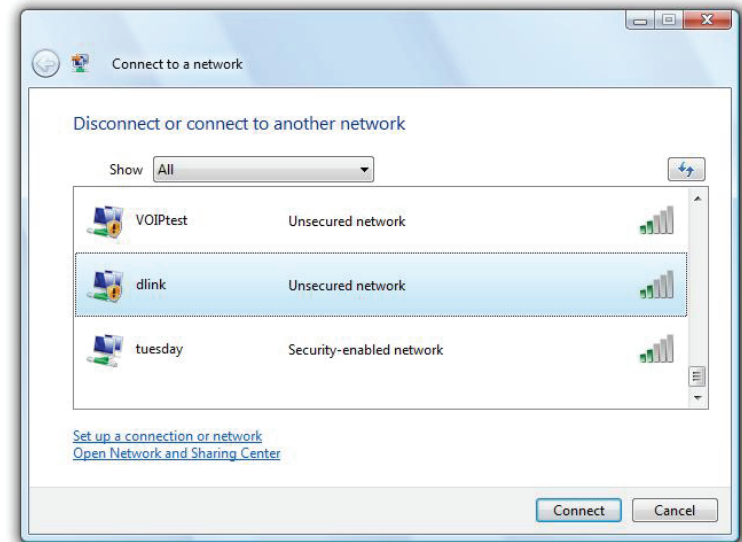 Connect to a network
Disconnect or connect to another network
Show All
VOIPtest Unsecured network
dlink Unsecured network
tuesday Security-enabled network
Set up a connection or network
Open Network and Sharing Center
Connect Cancel